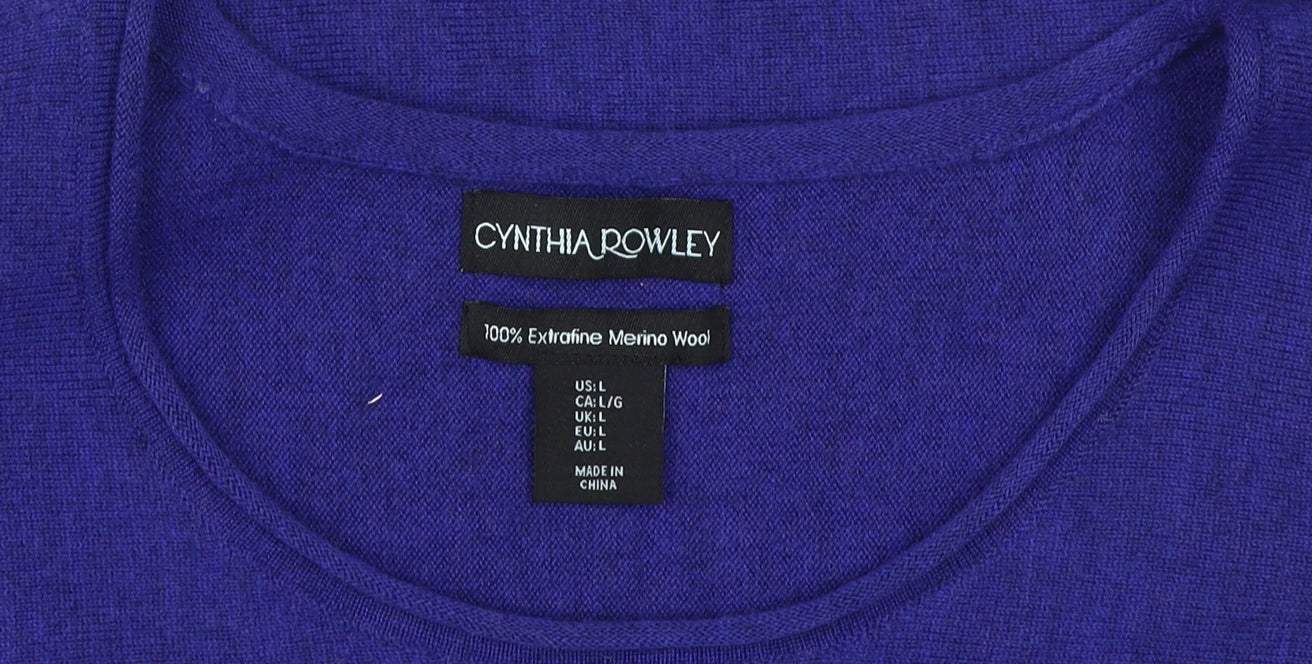 CYNTHIA ROWLEY
100% Extrafine Merino Wool
US: L
CA: L/G
UK: L
EU: L
AU: L
MADE IN
CHINA